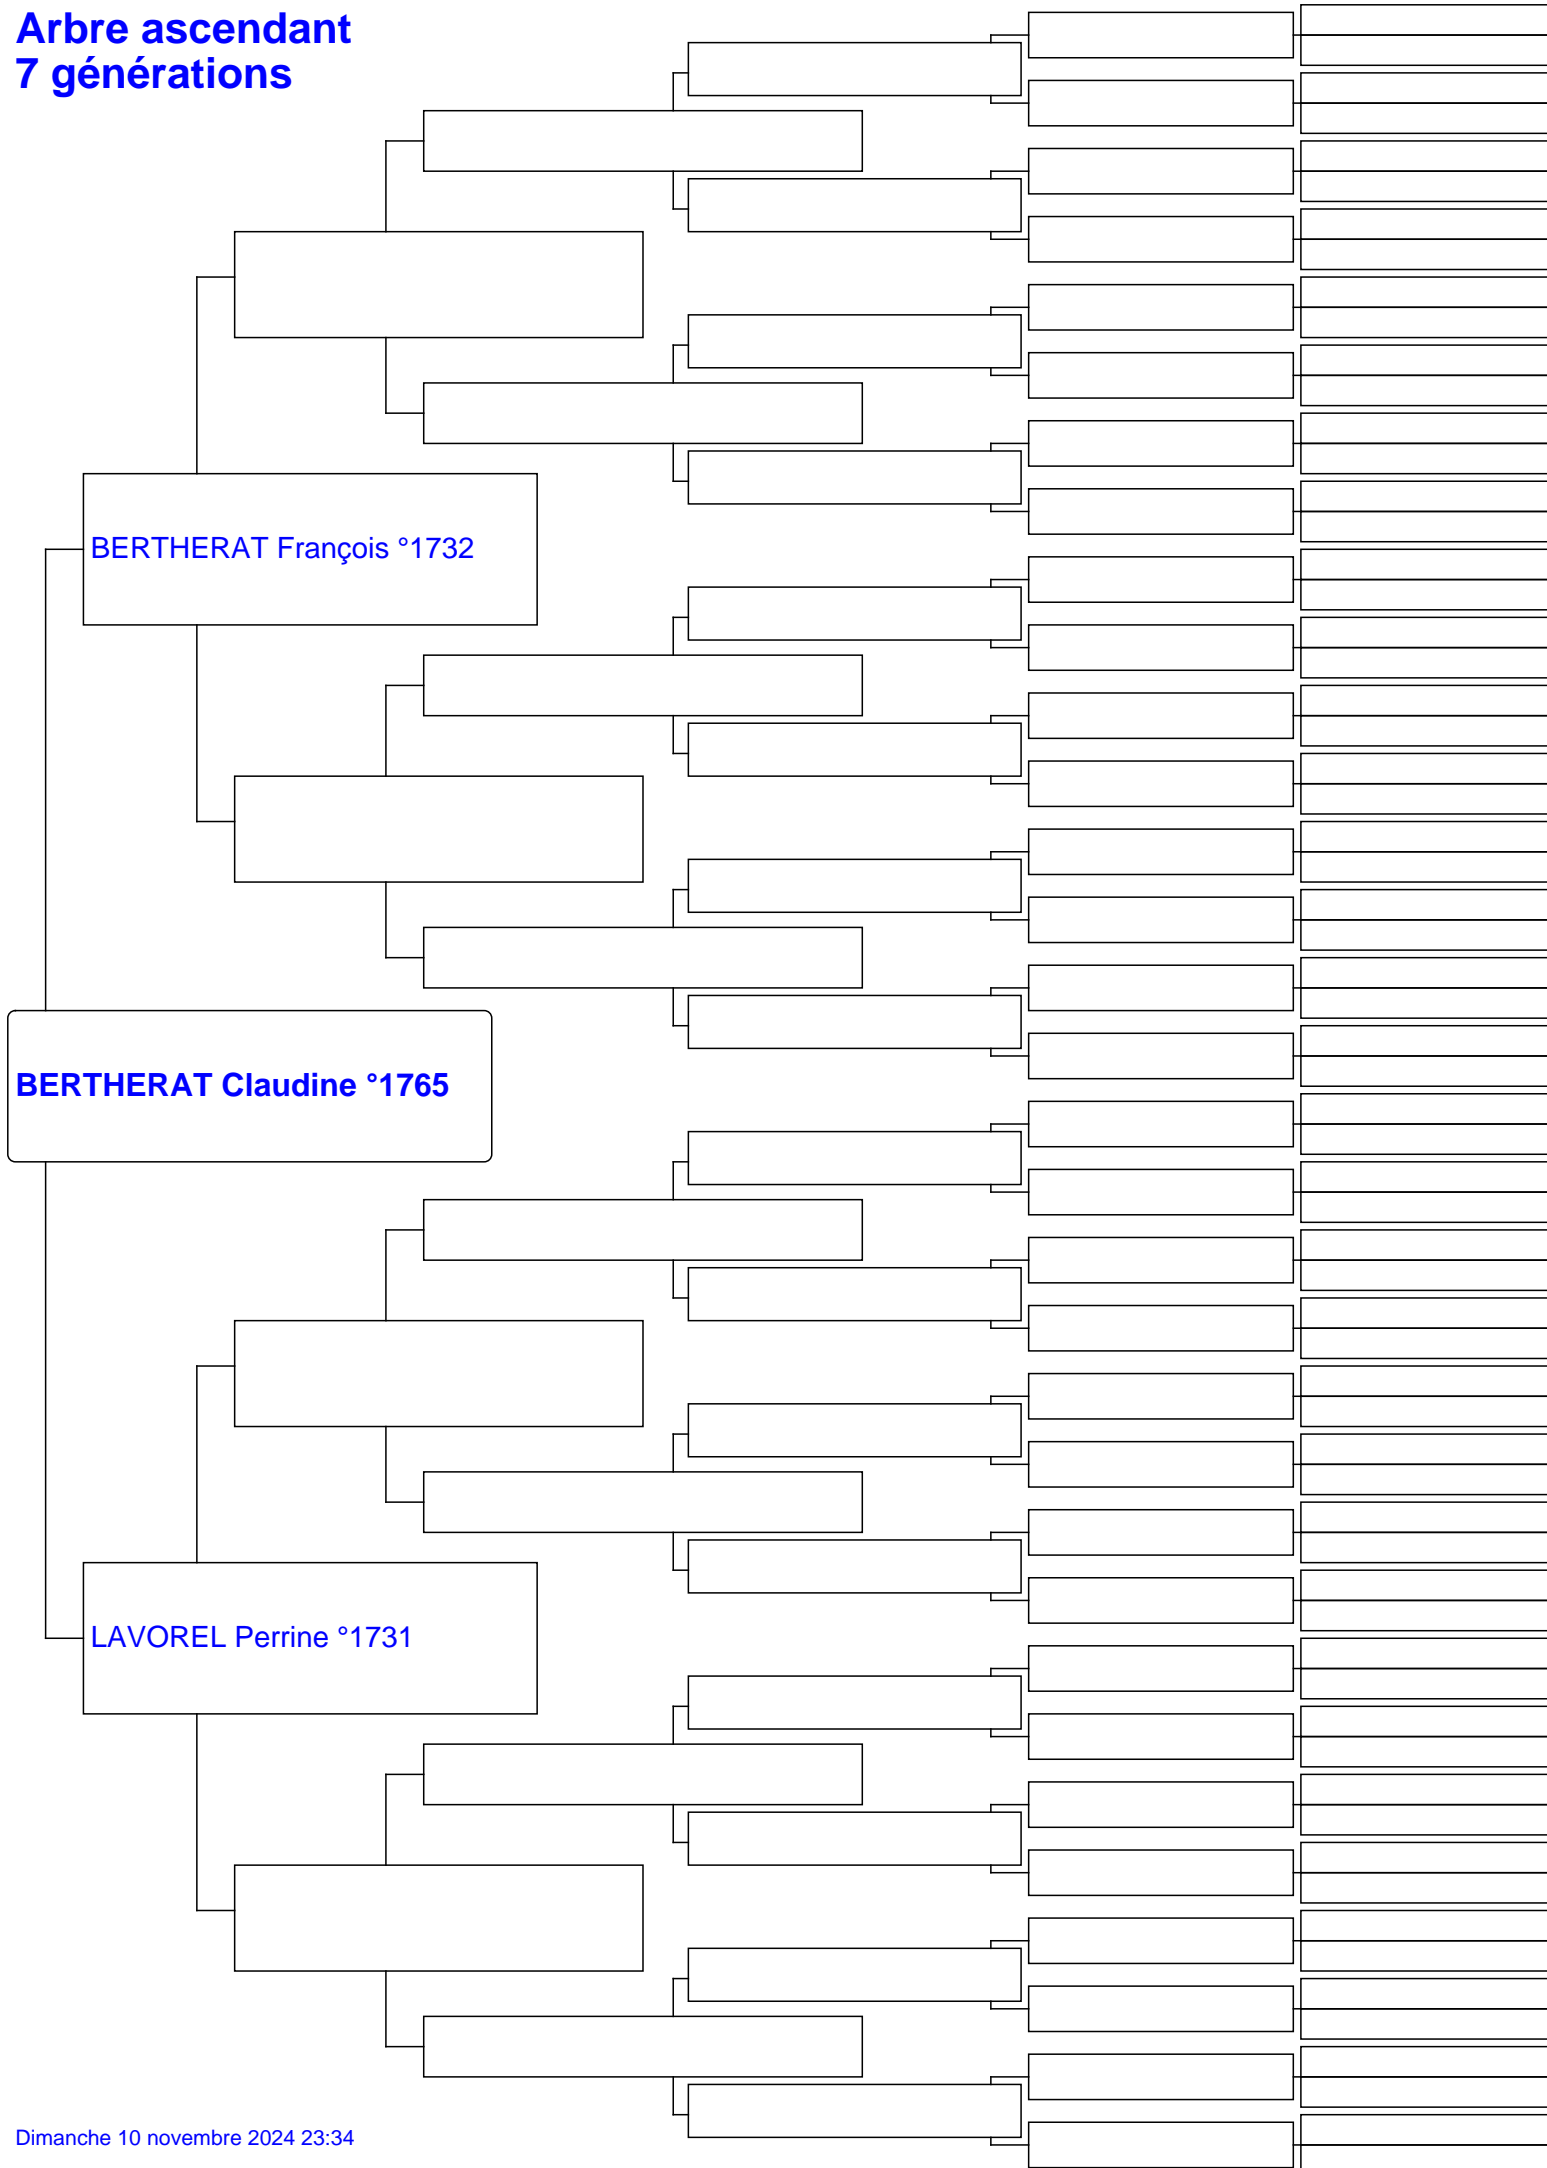 Arbre ascendant
7 générations
BERTHERAT François °1732
BERTHERAT Claudine °1765
LAVOREL Perrine °1731
Dimanche 10 novembre 2024 23:34